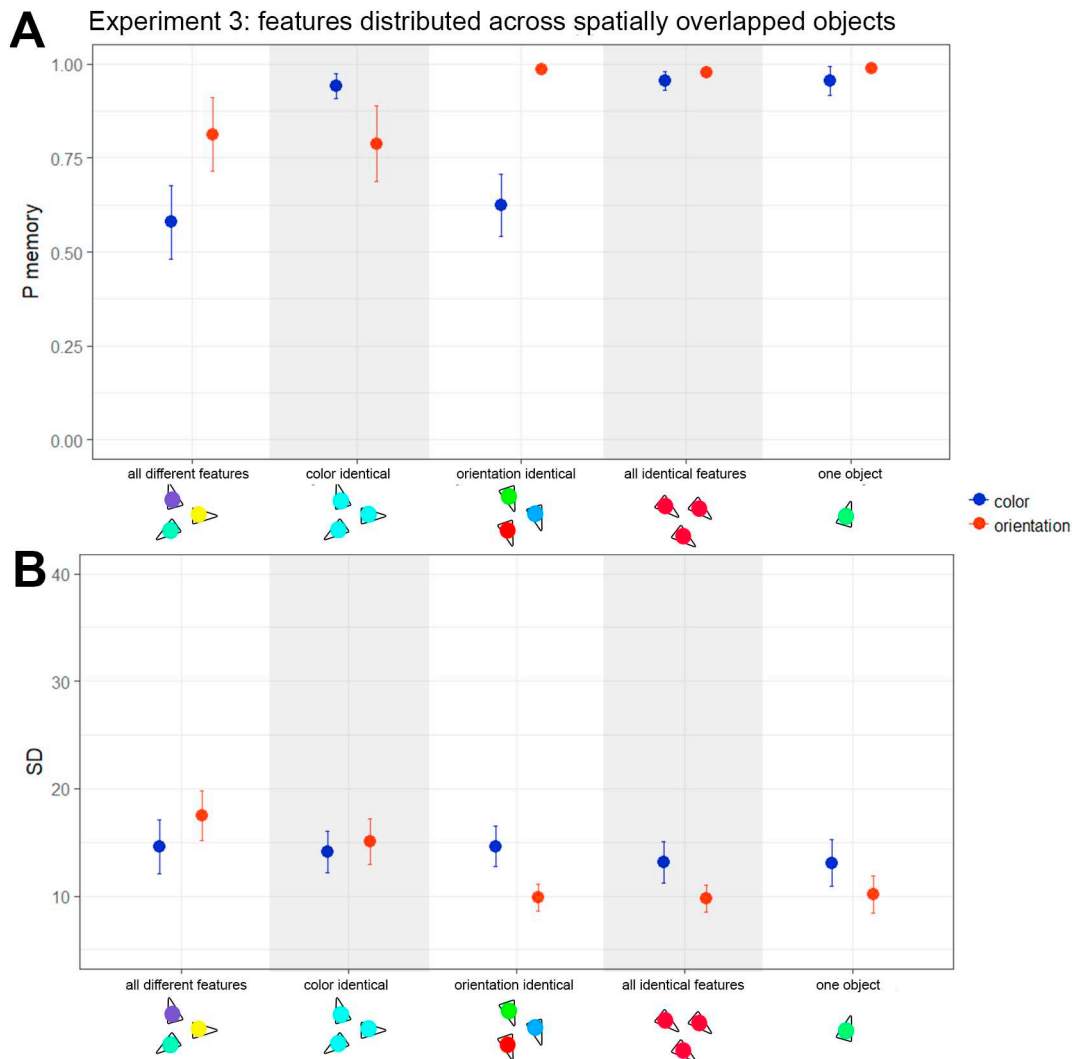 A
Experiment 3: features distributed across spatially overlapped objects
1.00
0.75
0.50
0.25
0.00
P memory
all different features
color identical
orientation identical
all identical features
one object
color
orientation
B
40
30
20
10
SD
all different features
color identical
orientation identical
all identical features
one object